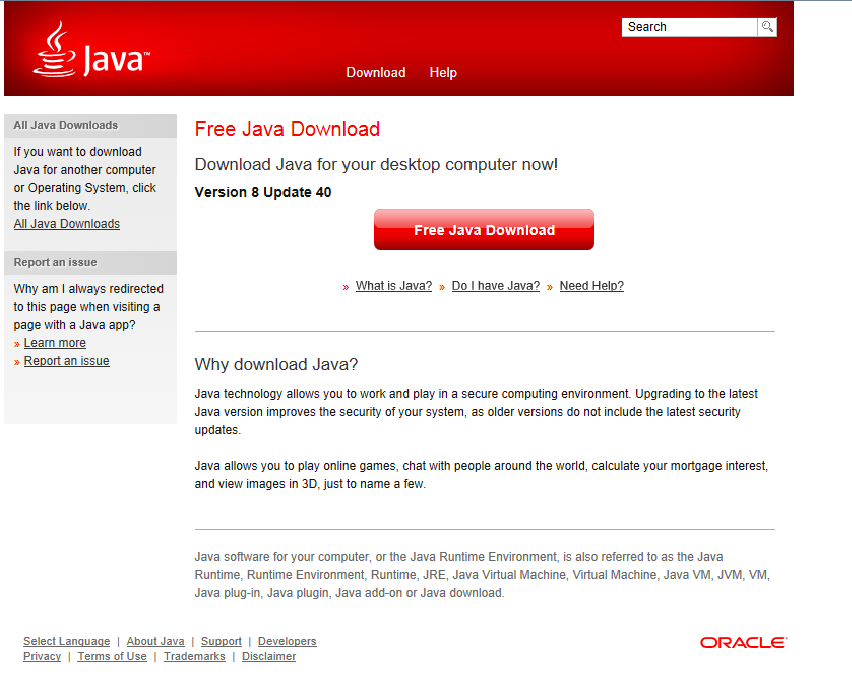 Java™
Search
Download Help
All Java Downloads
If you want to download
Java for another computer
or Operating System, click
the link below.
All Java Downloads
Report an issue
Why am I always redirected
to this page when visiting a
page with a Java app?
» Learn more
» Report an issue
Free Java Download
Download Java for your desktop computer now!
Version 8 Update 40
Free Java Download
» What is Java? » Do I have Java? » Need Help?
Why download Java?
Java technology allows you to work and play in a secure computing environment. Upgrading to the latest
Java version improves the security of your system, as older versions do not include the latest security
updates.
Java allows you to play online games, chat with people around the world, calculate your mortgage interest,
and view images in 3D, just to name a few.
Java software for your computer, or the Java Runtime Environment, is also referred to as the Java
Runtime, Runtime Environment, Runtime, JRE, Java Virtual Machine, Virtual Machine, Java VM, JVM, VM,
Java plug-in, Java plugin, Java add-on or Java download.
Select Language | About Java | Support | Developers
Privacy | Terms of Use | Trademarks | Disclaimer
ORACLE